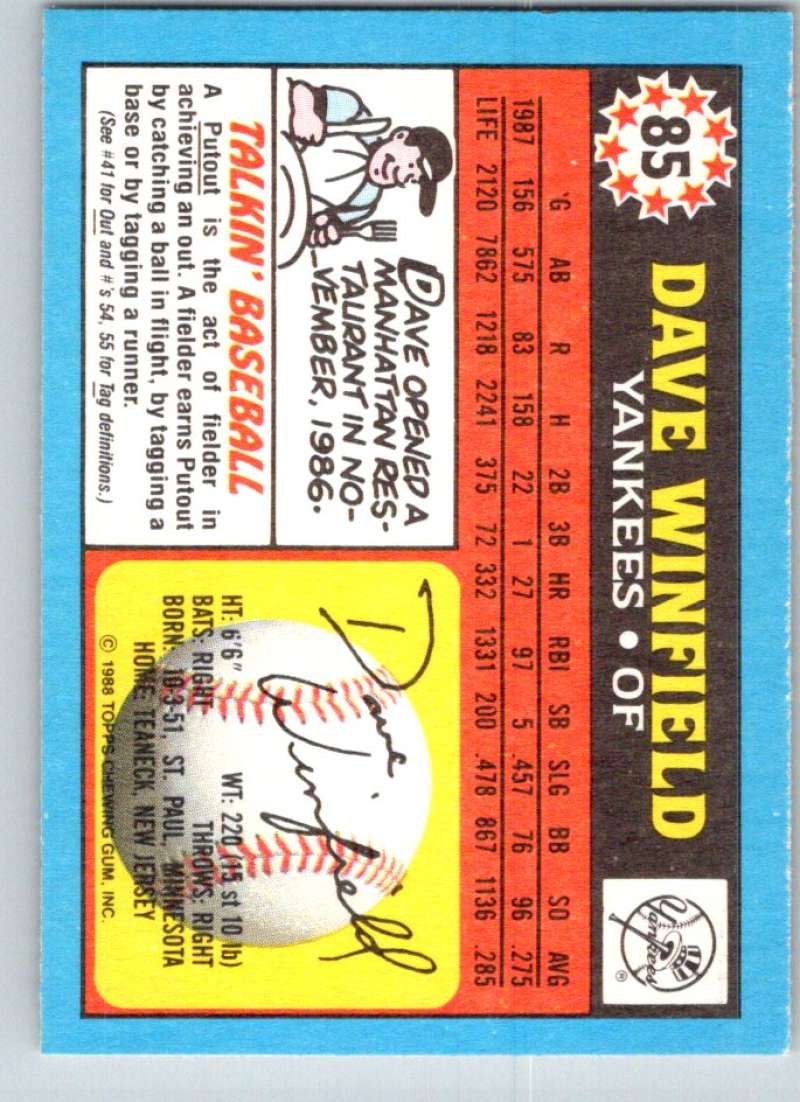 85
DAVE WINFIELD
YANKEES • OF
Yankees
®
G AB R H 2B 3B HR RBI SB SLG BB SO AVG
1987 156 575 83 158 22 1 27 97 5 .457 76 96 .275
LIFE 2120 7862 1218 2241 375 72 332 1331 200 .478 867 1136 .285
DAVE OPENED A
MANHATTAN RES-
TAURANT IN NO-
VEMBER, 1986.
TALKIN' BASEBALL
A Putout is the act of fielder in
achieving an out. A fielder earns Putout
by catching a ball in flight, by tagging a
base or by tagging a runner.
(See #41 for Out and #'s 54, 55 for Tag definitions.)
Dave Winfield
HT: 6'6" WT: 220 (15 st 10 lb)
BATS: RIGHT THROWS: RIGHT
BORN: 10-3-51, ST. PAUL, MINNESOTA
HOME: TEANECK, NEW JERSEY
© 1988 TOPPS CHEWING GUM, INC.